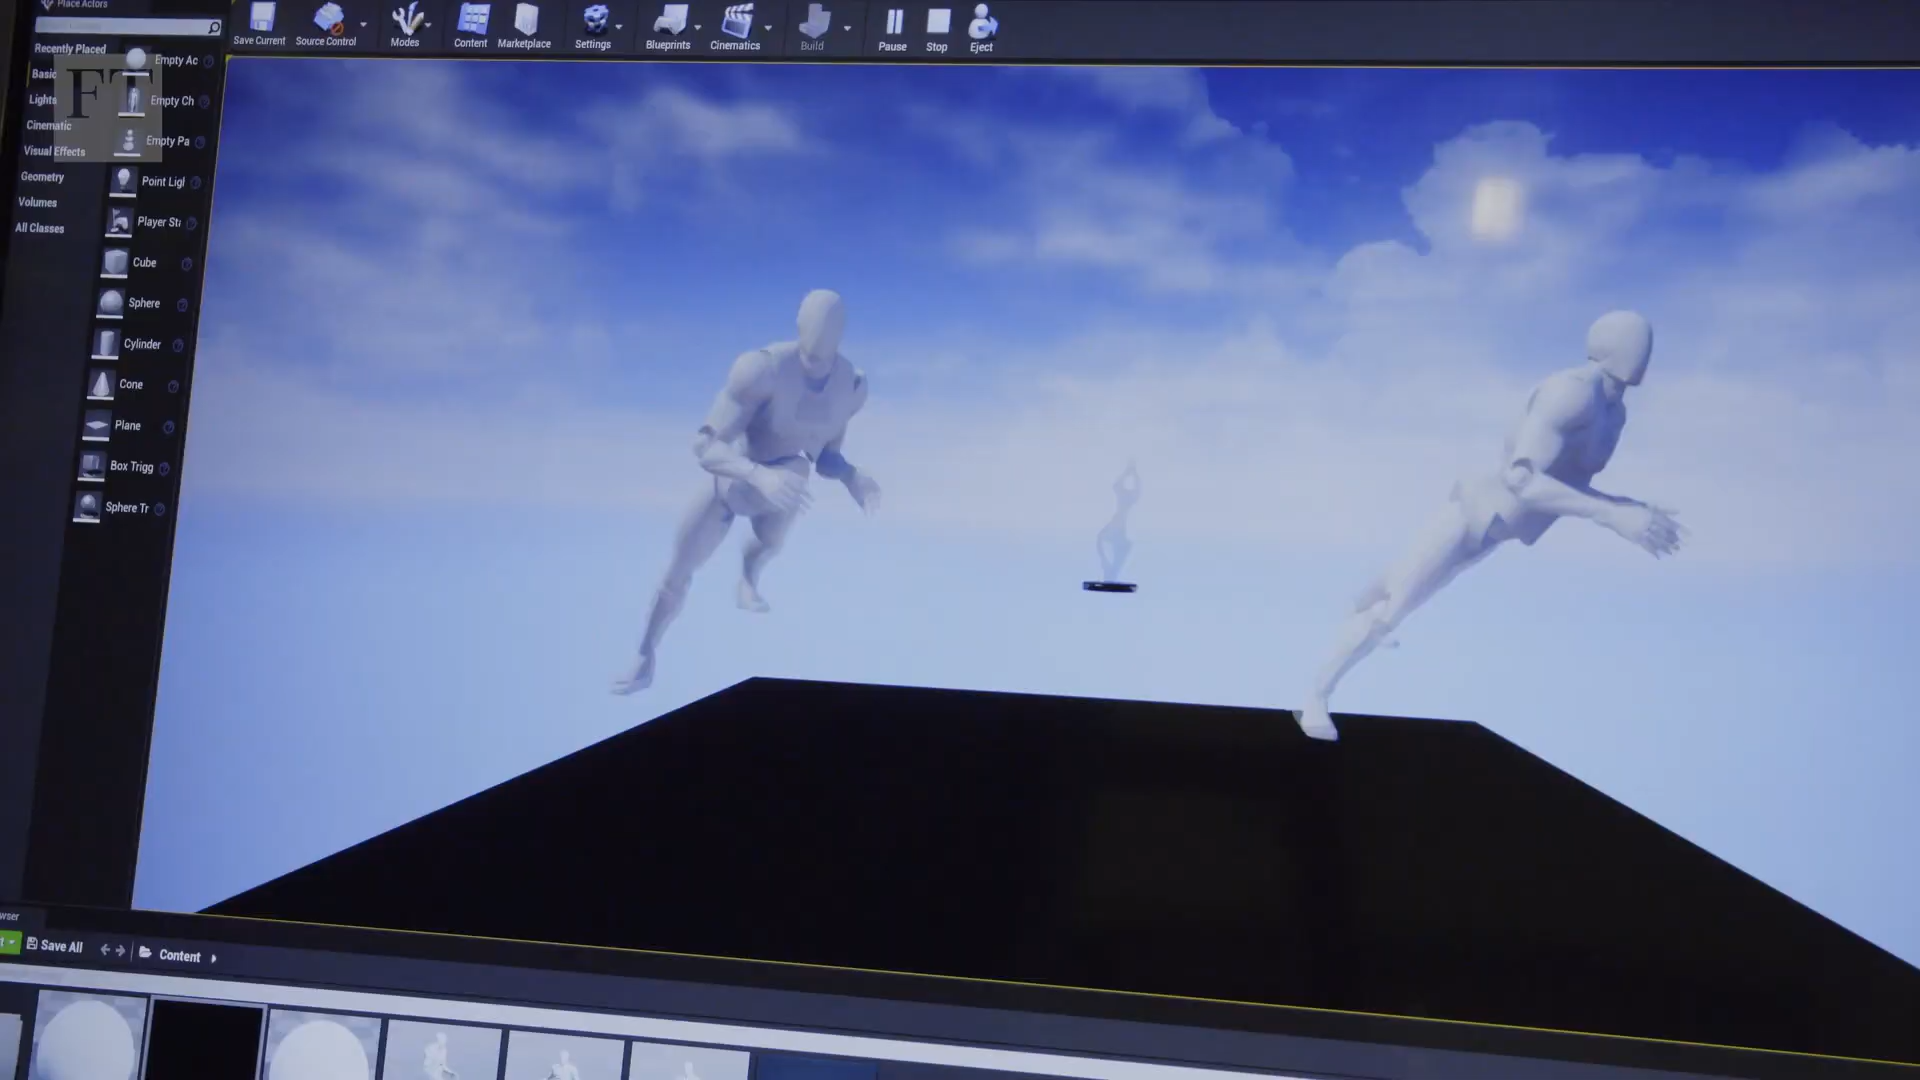 Place Actors
Save Current
Source Control
Modes
Content
Marketplace
Settings
Blueprints
Cinematics
Build
Pause
Stop
Eject
FT
Recently Placed
Basic
Lights
Cinematic
Visual Effects
Geometry
Volumes
All Classes
Empty Ac
Empty Ch
Empty Pa
Point Ligl
Player Sta
Cube
Sphere
Cylinder
Cone
Plane
Box Trigg
Sphere Tr
wser
Save All
Content